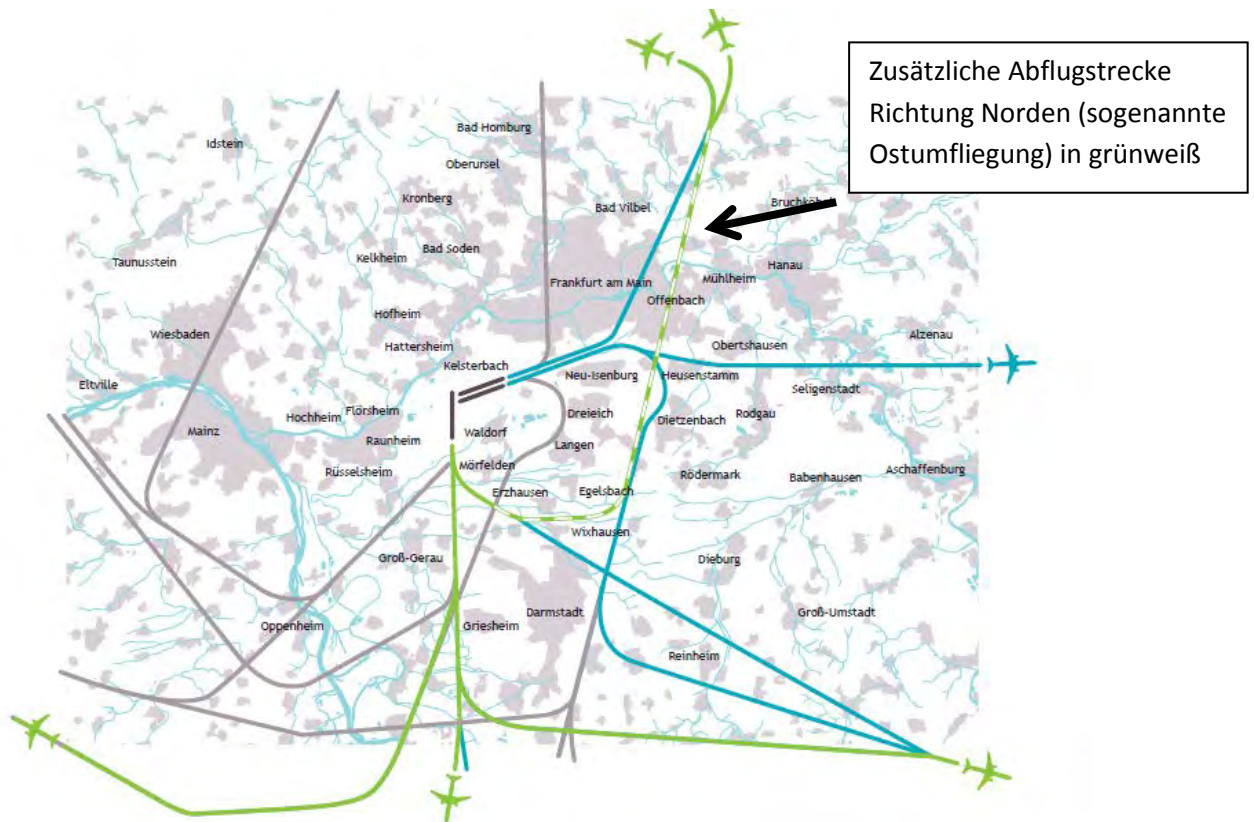 Zusätzliche Abflugstrecke
Richtung Norden (sogenannte
Ostumfliegung) in grünweiß
Bad Homburg
Idstein
Oberursel
Kronberg
Bad Vilbel
Bad Soden
Kelkheim
Taunusstein
Hanau
Mühlheim
Frankfurt am Main
Offenbach
Hofheim
Wiesbaden
Alzenau
Hattersheim
Obertshausen
Kelsterbach
Neu-Isenburg
Heusenstamm
Eltville
Seligenstadt
Flörsheim
Hochheim
Dreieich
Rodgau
Dietzenbach
Mainz
Waldorf
Raunheim
Langen
Mörfelden
Rüsselsheim
Rödermark
Babenhausen
Aschaffenburg
Erzhausen
Egelsbach
Wixhausen
Groß-Gerau
Dieburg
Darmstadt
Groß-Umstadt
Oppenheim
Griesheim
Reinheim